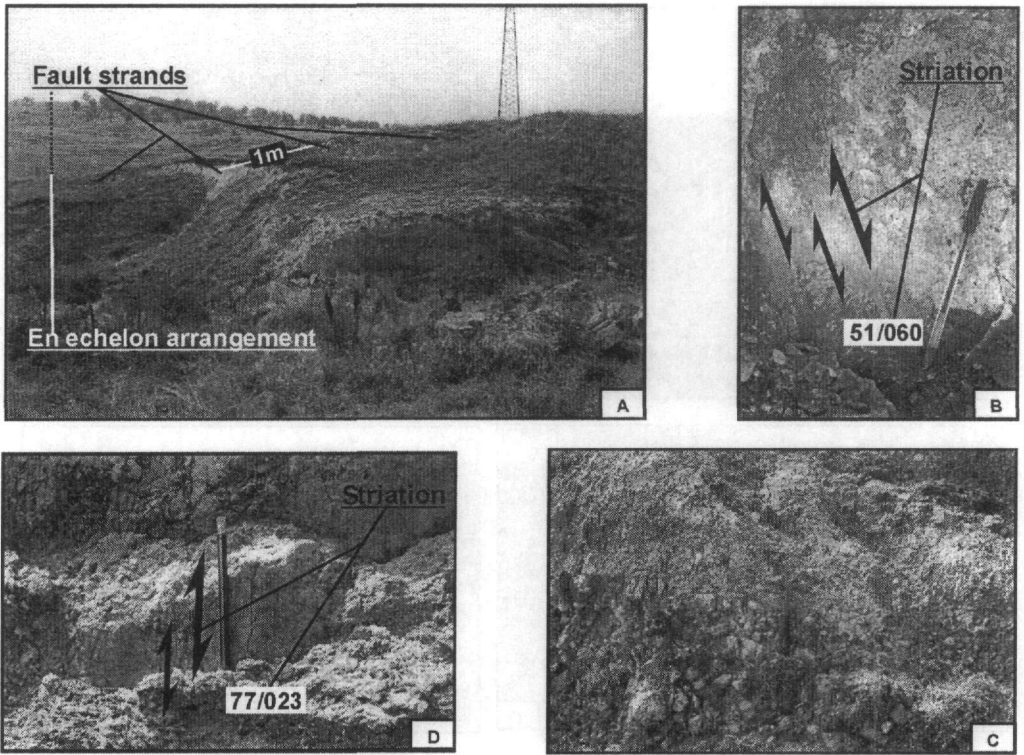 Fault strands
1m
En echelon arrangement
A
Striation
51/060
B
Striation
77/023
D
C